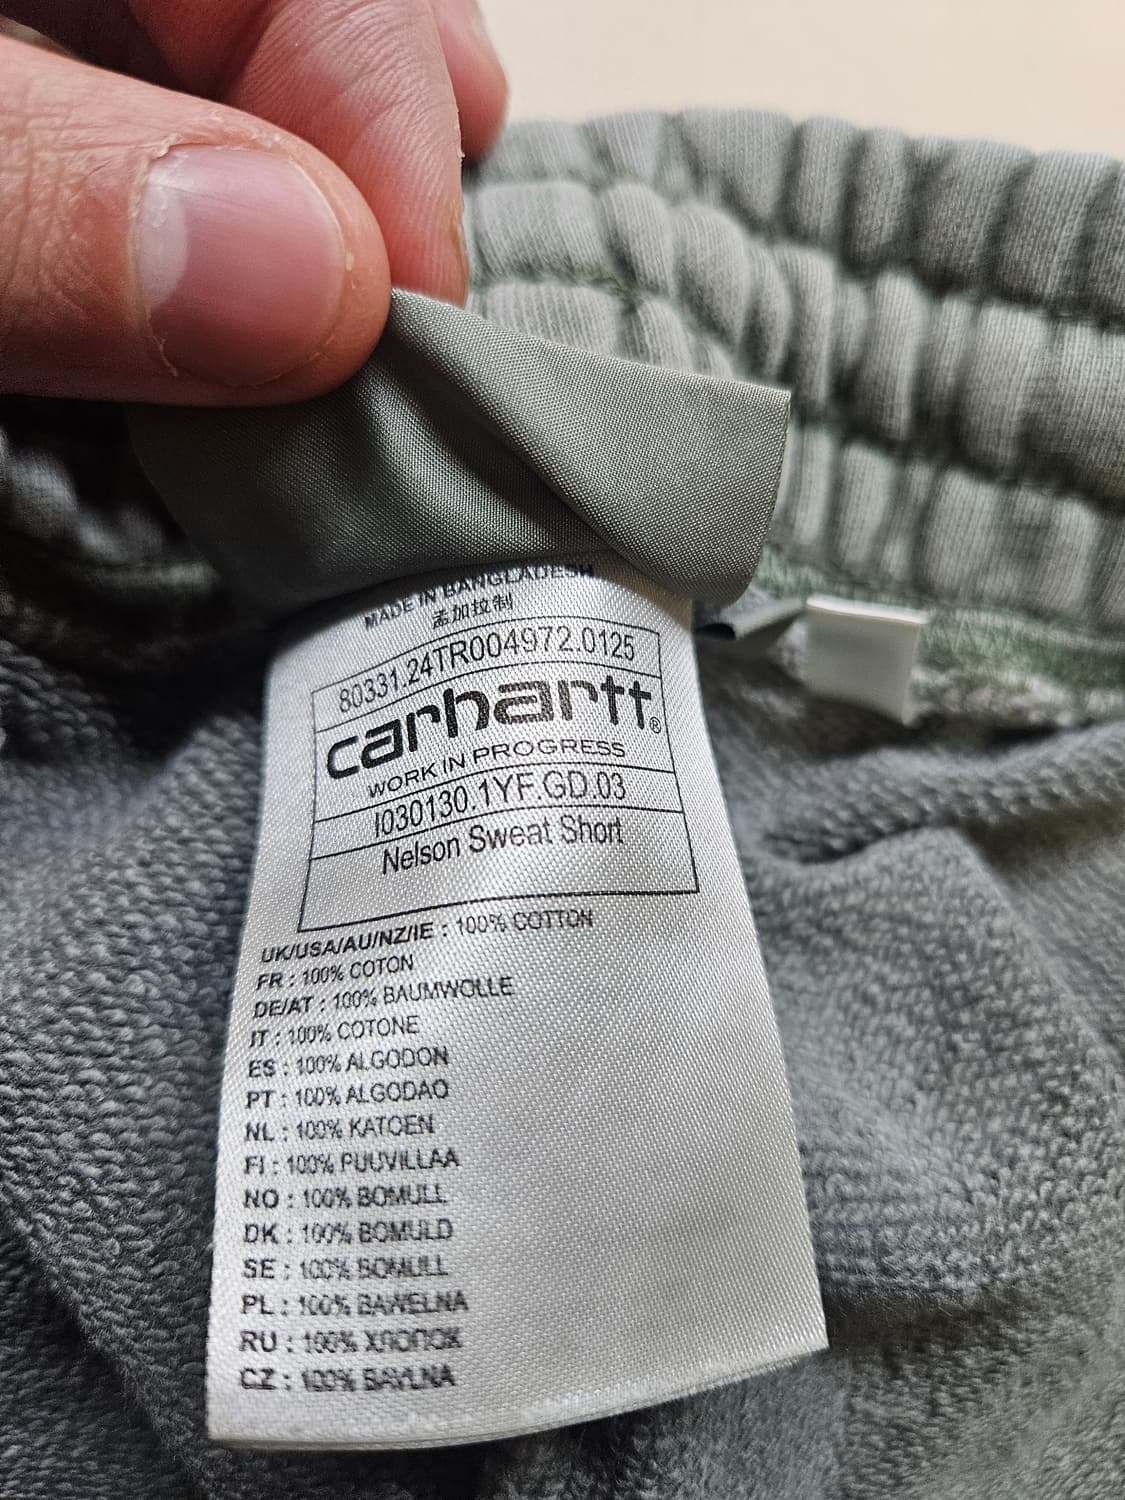 MADE IN BANGLADESH
孟加拉制
80331.24TR004972.0125
carhartt®
WORK IN PROGRESS
I030130.1YF.GD.03
Nelson Sweat Short
UK/USA/AU/NZ/IE : 100% COTTON
FR : 100% COTON
DE/AT : 100% BAUMWOLLE
IT : 100% COTONE
ES : 100% ALGODON
PT : 100% ALGODAO
NL : 100% KATOEN
FI : 100% PUUVILLAA
NO : 100% BOMULL
DK : 100% BOMULD
SE : 100% BOMULL
PL : 100% BAWELNA
RU : 100% ХЛОПОК
CZ : 100% BAVLNA